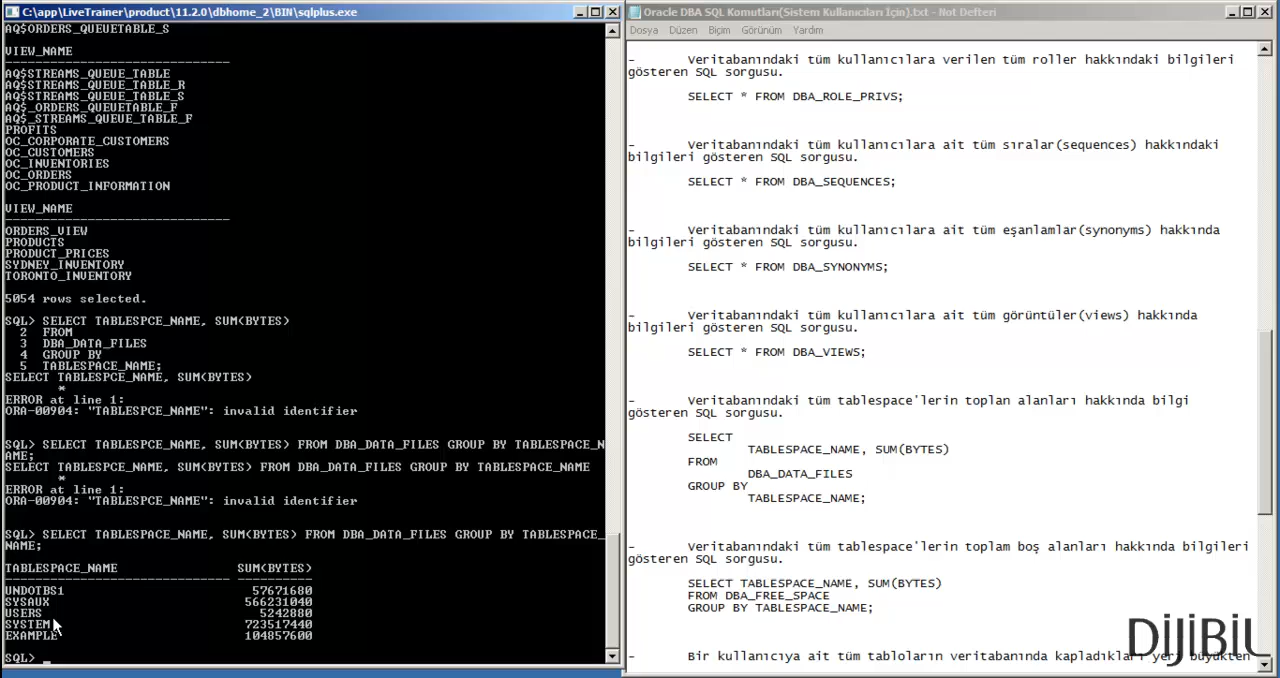 C:\app\LiveTrainer\product\11.2.0\dbhome_2\BIN\sqlplus.exe
AQ$ORDERS_QUEUETABLE_S
VIEW_NAME
------------------------------
AQ$STREAMS_QUEUE_TABLE
AQ$STREAMS_QUEUE_TABLE_R
AQ$STREAMS_QUEUE_TABLE_S
AQ$_ORDERS_QUEUETABLE_F
AQ$_STREAMS_QUEUE_TABLE_F
PROFITS
OC_CORPORATE_CUSTOMERS
OC_CUSTOMERS
OC_INVENTORIES
OC_ORDERS
OC_PRODUCT_INFORMATION
VIEW_NAME
------------------------------
ORDERS_VIEW
PRODUCTS
PRODUCT_PRICES
SYDNEY_INVENTORY
TORONTO_INVENTORY
5054 rows selected.
SQL> SELECT TABLESPCE_NAME, SUM(BYTES)
2 FROM
3 DBA_DATA_FILES
4 GROUP BY
5 TABLESPACE_NAME;
SELECT TABLESPCE_NAME, SUM(BYTES)
*
ERROR at line 1:
ORA-00904: "TABLESPCE_NAME": invalid identifier
SQL> SELECT TABLESPCE_NAME, SUM(BYTES) FROM DBA_DATA_FILES GROUP BY TABLESPACE_N
AME;
SELECT TABLESPCE_NAME, SUM(BYTES) FROM DBA_DATA_FILES GROUP BY TABLESPACE_NAME
*
ERROR at line 1:
ORA-00904: "TABLESPCE_NAME": invalid identifier
SQL> SELECT TABLESPACE_NAME, SUM(BYTES) FROM DBA_DATA_FILES GROUP BY TABLESPACE_
NAME;
TABLESPACE_NAME SUM(BYTES)
------------------------------ ----------
UNDOTBS1 57671680
SYSAUX 566231040
USERS 5242880
SYSTEM 723517440
EXAMPLE 104857600
SQL> _
Oracle DBA SQL Komutları(Sistem Kullanıcıları İçin).txt - Not Defteri
Dosya Düzen Biçim Görünüm Yardım
- Veritabanındaki tüm kullanıcılara verilen tüm roller hakkındaki bilgileri
gösteren SQL sorgusu.
SELECT * FROM DBA_ROLE_PRIVS;
- Veritabanındaki tüm kullanıcılara ait tüm sıralar(sequences) hakkındaki
bilgileri gösteren SQL sorgusu.
SELECT * FROM DBA_SEQUENCES;
- Veritabanındaki tüm kullanıcılara ait tüm eşanlamlar(synonyms) hakkında
bilgileri gösteren SQL sorgusu.
SELECT * FROM DBA_SYNONYMS;
- Veritabanındaki tüm kullanıcılara ait tüm görüntüler(views) hakkında
bilgileri gösteren SQL sorgusu.
SELECT * FROM DBA_VIEWS;
- Veritabanındaki tüm tablespace'lerin toplan alanları hakkında bilgi
gösteren SQL sorgusu.
SELECT
TABLESPACE_NAME, SUM(BYTES)
FROM
DBA_DATA_FILES
GROUP BY
TABLESPACE_NAME;
- Veritabanındaki tüm tablespace'lerin toplam boş alanları hakkında bilgileri
gösteren SQL sorgusu.
SELECT TABLESPACE_NAME, SUM(BYTES)
FROM DBA_FREE_SPACE
GROUP BY TABLESPACE_NAME;
- Bir kullanıcıya ait tüm tabloların veritabanında kapladıkları yeri büyükten
DİJİBİL